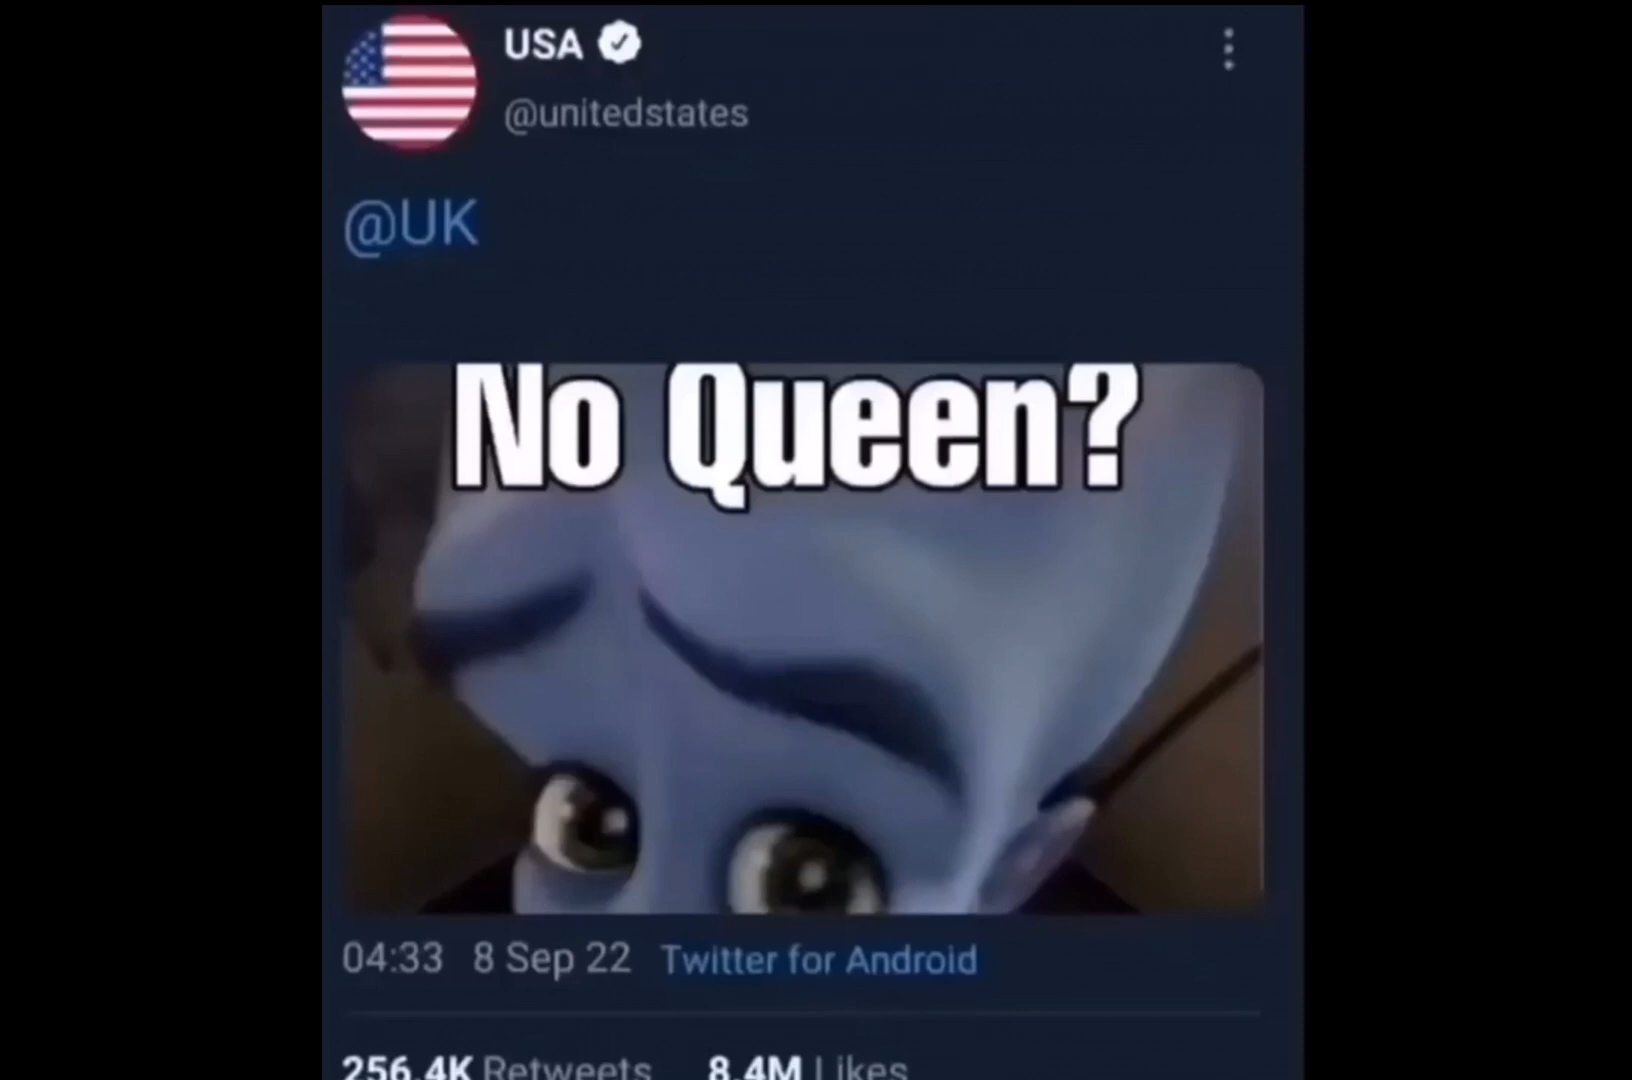 USA
@unitedstates
@UK
No Queen?
04:33 8 Sep 22 Twitter for Android
256.4K Retweets 8.4M Likes